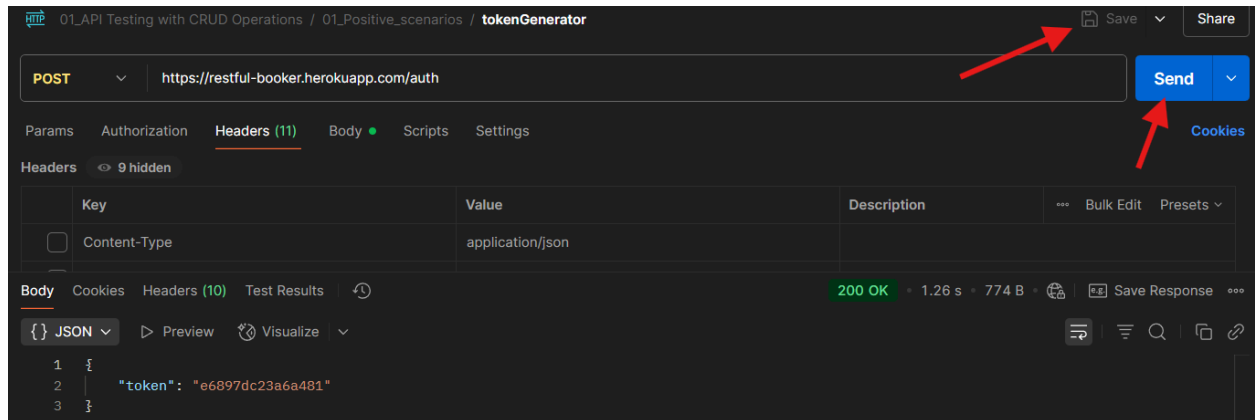 HTTP 01_API Testing with CRUD Operations / 01_Positive_scenarios / tokenGenerator Save Share
POST https://restful-booker.herokuapp.com/auth Send
Params Authorization Headers (11) Body Scripts Settings Cookies
Headers 9 hidden
Key Value Description Bulk Edit Presets
Content-Type application/json
Body Cookies Headers (10) Test Results 200 OK 1.26 s 774 B e.g. Save Response
{} JSON Preview Visualize
1 {
2 "token": "e6897dc23a6a481"
3 }